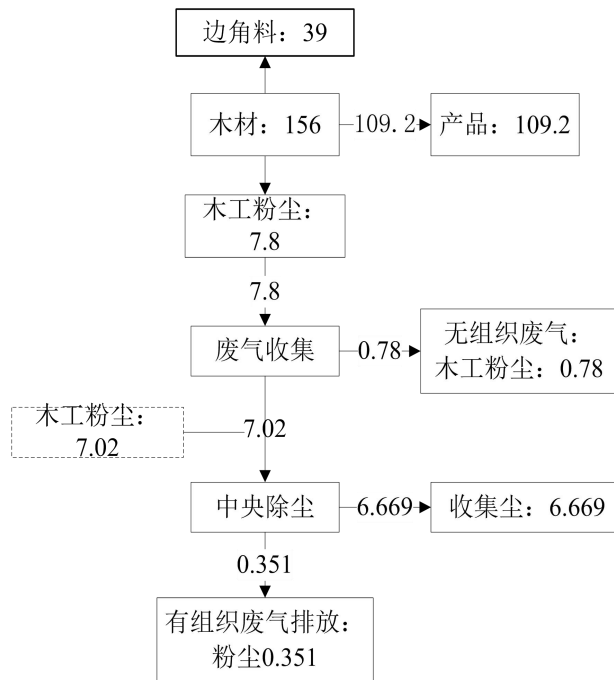 边角料：39
木材：156
109.2
产品：109.2
木工粉尘：
7.8
7.8
废气收集
0.78
无组织废气：
木工粉尘：0.78
木工粉尘：
7.02
7.02
中央除尘
6.669
收集尘：6.669
0.351
有组织废气排放：
粉尘0.351